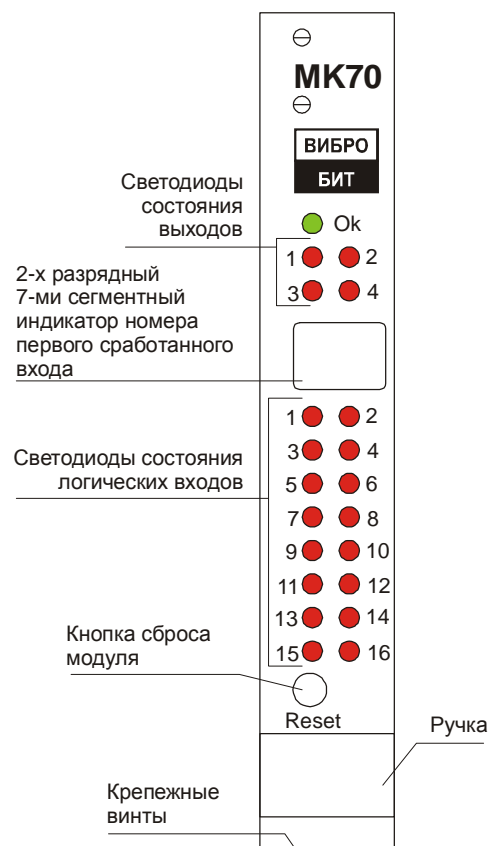 МК70
ВИБРО
БИТ
Светодиоды
состояния
выходов
Ok
1 2
3 4
2-х разрядный
7-ми сегментный
индикатор номера
первого сработанного
входа
1 2
3 4
Светодиоды состояния
логических входов
5 6
7 8
9 10
11 12
13 14
15 16
Кнопка сброса
модуля
Reset
Ручка
Крепежные
винты